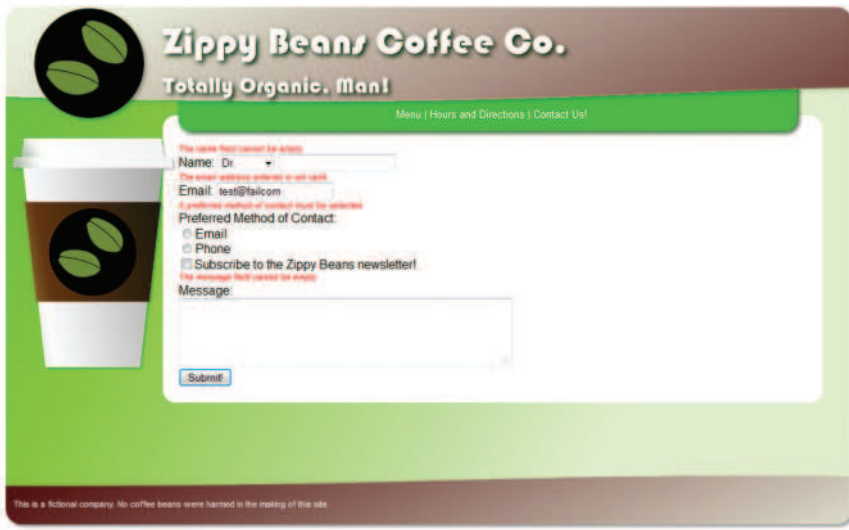 Zippy Beans Coffee Co.
Totally Organic. Man!
Menu | Hours and Directions | Contact Us!
The name field cannot be empty
Name: Dr.
The email address entered is not valid
Email: test@failcom
A preferred method of contact must be selected
Preferred Method of Contact:
Email
Phone
Subscribe to the Zippy Beans newsletter!
The message field cannot be empty
Message:
Submit!
This is a fictional company. No coffee beans were harmed in the making of this site.